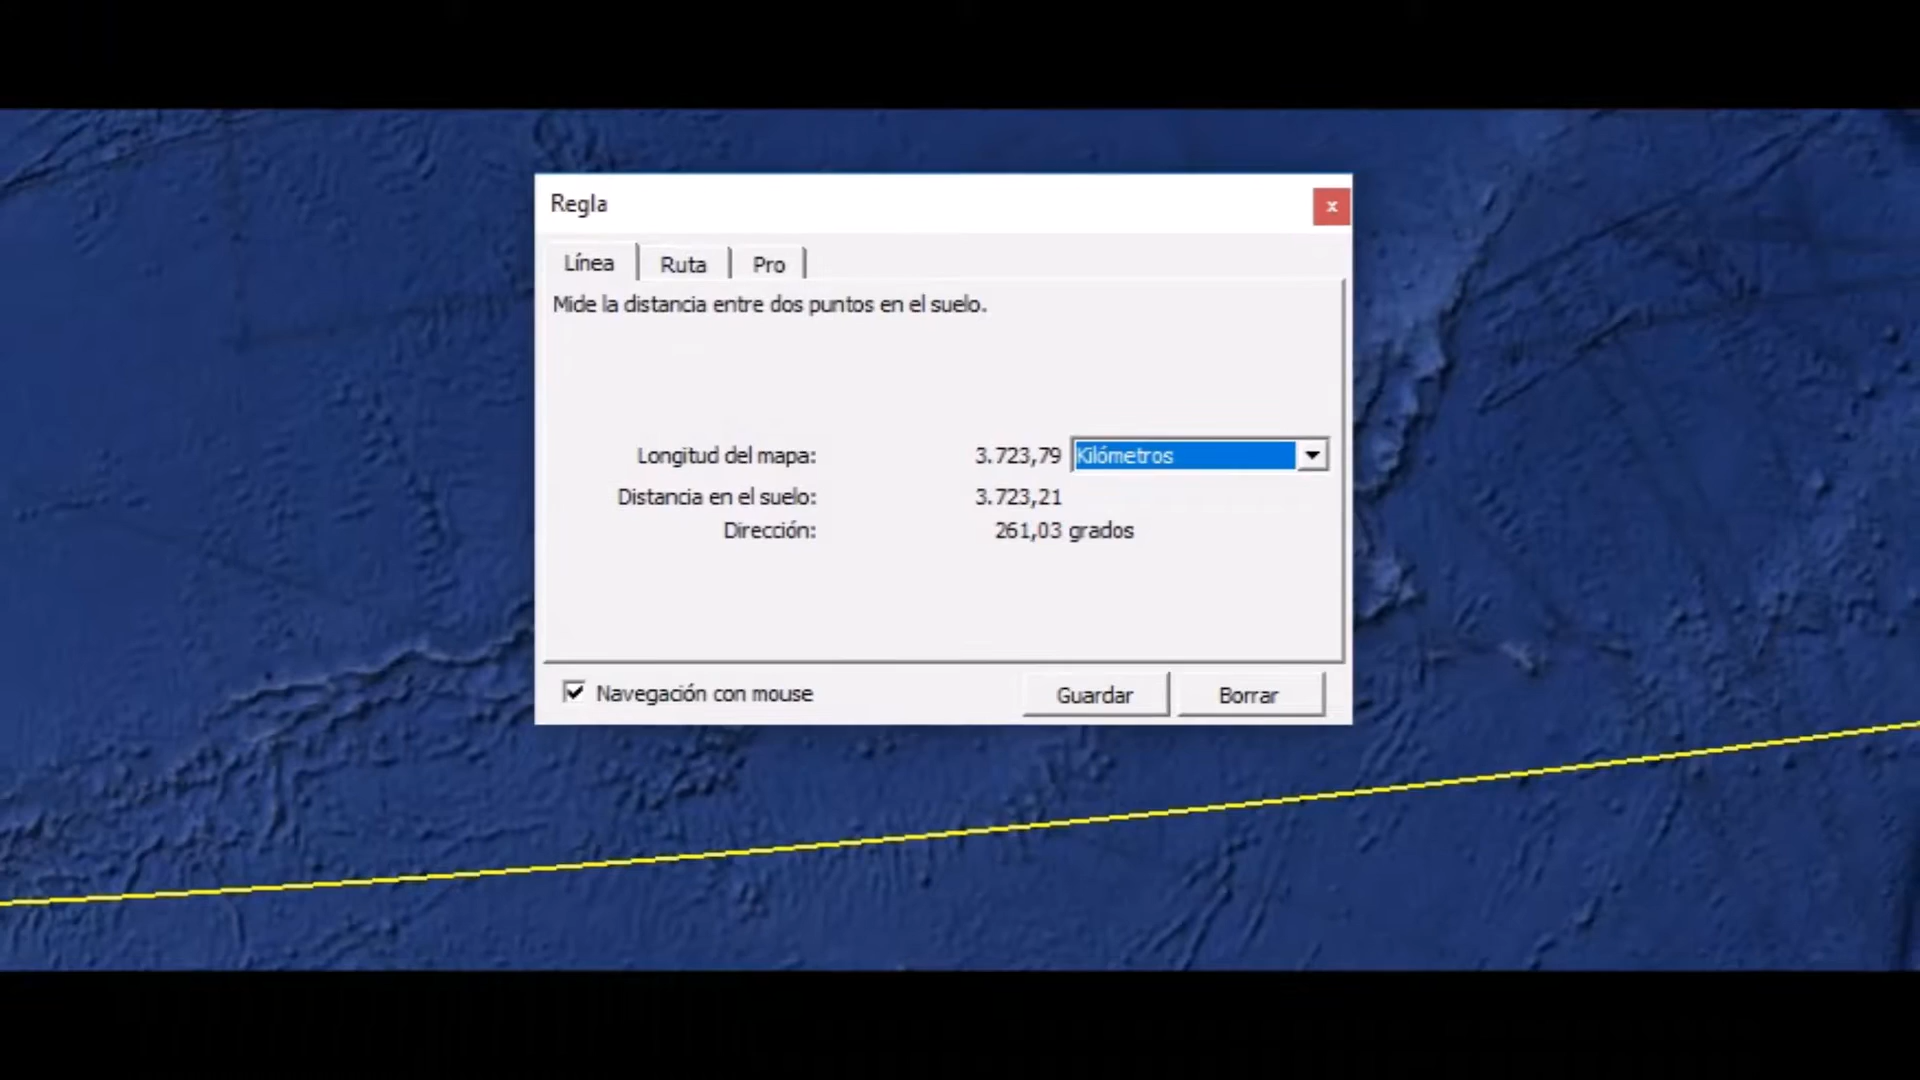 Regla
x
Línea
Ruta
Pro
Mide la distancia entre dos puntos en el suelo.
Longitud del mapa: 3.723,79 Kilómetros
Distancia en el suelo: 3.723,21
Dirección: 261,03 grados
Navegación con mouse
Guardar
Borrar